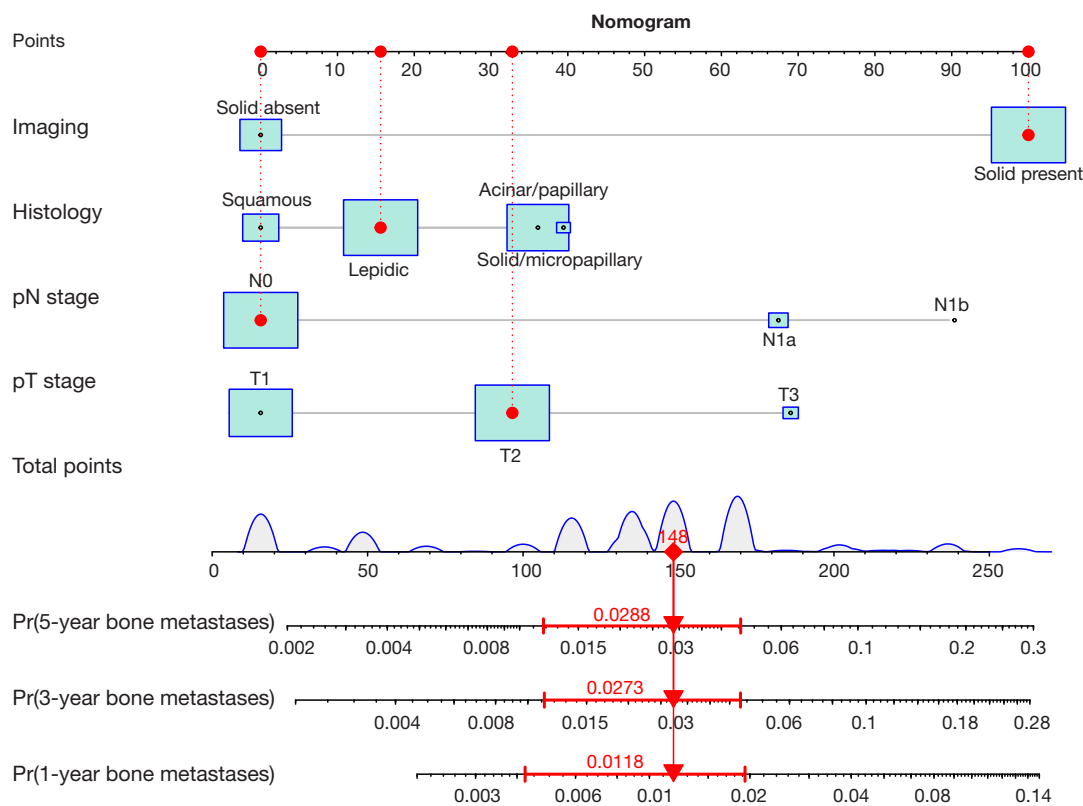 Nomogram
Points
0 10 20 30 40 50 60 70 80 90 100
Solid absent
Imaging
Solid present
Squamous
Acinar/papillary
Histology
Lepidic
Solid/micropapillary
N0
pN stage
N1b
N1a
T1
pT stage
T3
T2
Total points
148
0 50 100 150 200 250
Pr(5-year bone metastases)
0.0288
0.002 0.004 0.008 0.015 0.03 0.06 0.1 0.2 0.3
Pr(3-year bone metastases)
0.0273
0.004 0.008 0.015 0.03 0.06 0.1 0.18 0.28
Pr(1-year bone metastases)
0.0118
0.003 0.006 0.01 0.02 0.04 0.08 0.14